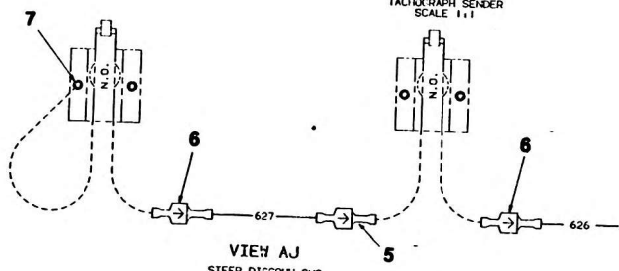 TACHOGRAPH SENDER
SCALE 1:1
7
N.O.
N.O.
6
6
627
626
5
VIEW AJ